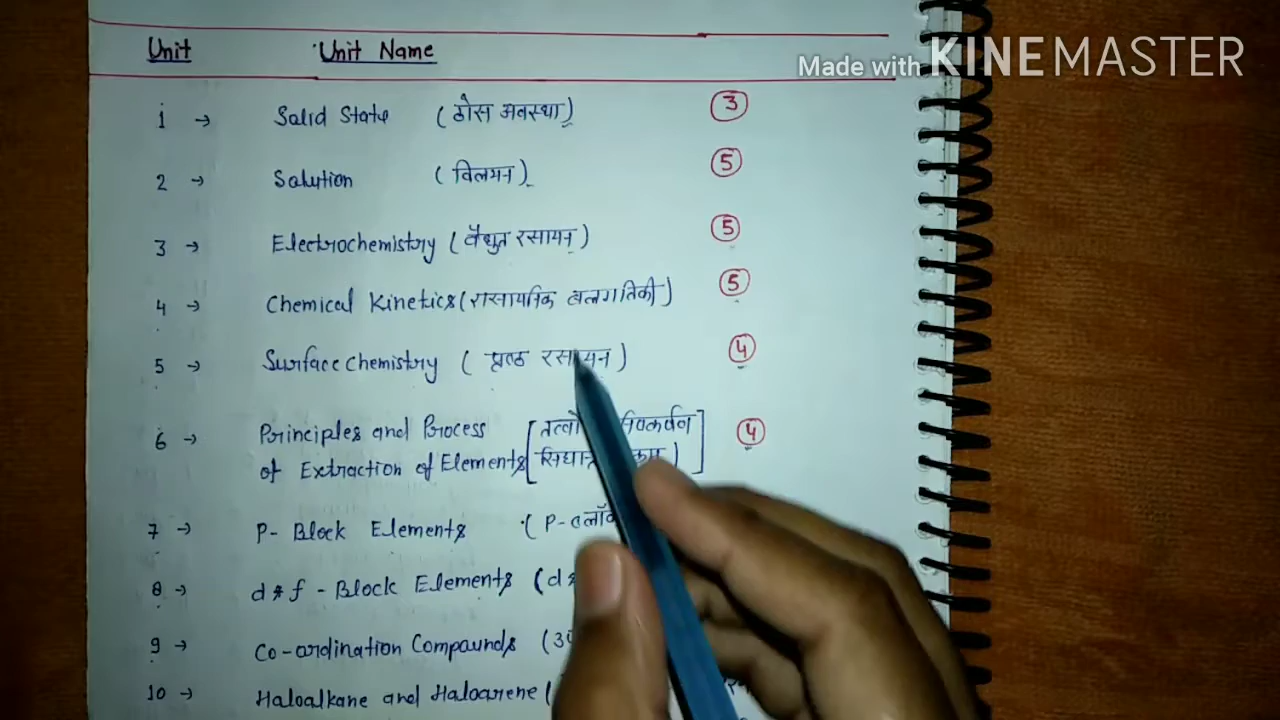 Unit Unit Name
Made with KINEMASTER
1 → Solid State (ठोस अवस्था) 3
2 → Solution (विलयन) 5
3 → Electrochemistry (वैद्युत रसायन) 5
4 → Chemical Kinetics (रासायनिक बलगतिकी) 5
5 → Surface Chemistry (प्रष्ठ रसायन) 4
6 → Principles and Process [तत्वो 4
of Extraction of Elements
7 → P- Block Elements (P-ब्लॉ
8 → d & f - Block Elements (d &
9 → Co-ordination Compounds (
10 → Haloalkane and Haloarene (